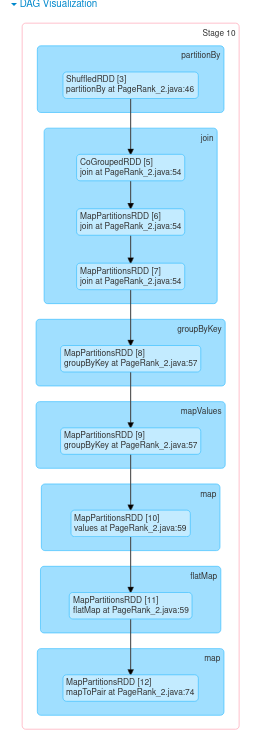 DAG Visualization
Stage 10
partitionBy
ShuffledRDD [3]
partitionBy at PageRank_2.java:46
join
CoGroupedRDD [5]
join at PageRank_2.java:54
MapPartitionsRDD [6]
join at PageRank_2.java:54
MapPartitionsRDD [7]
join at PageRank_2.java:54
groupByKey
MapPartitionsRDD [8]
groupByKey at PageRank_2.java:57
mapValues
MapPartitionsRDD [9]
groupByKey at PageRank_2.java:57
map
MapPartitionsRDD [10]
values at PageRank_2.java:59
flatMap
MapPartitionsRDD [11]
flatMap at PageRank_2.java:59
map
MapPartitionsRDD [12]
mapToPair at PageRank_2.java:74